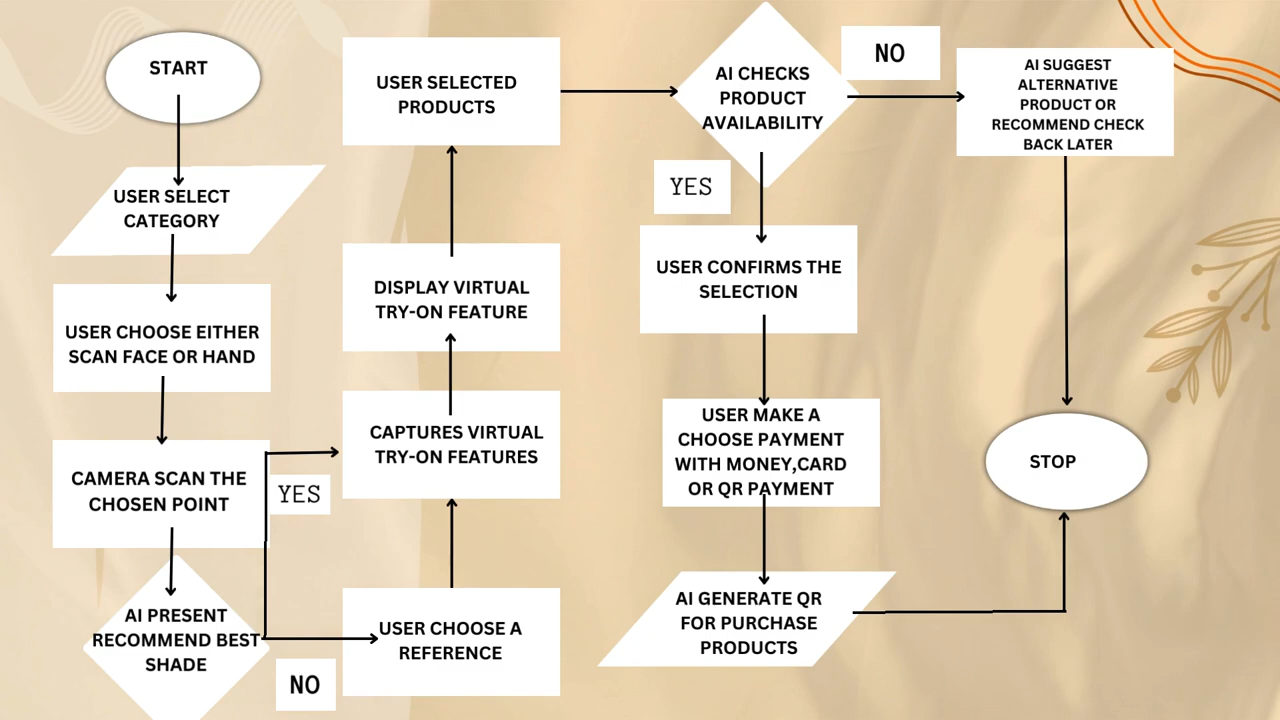 START
USER SELECT
CATEGORY
USER CHOOSE EITHER
SCAN FACE OR HAND
CAMERA SCAN THE
CHOSEN POINT
AI PRESENT
RECOMMEND BEST
SHADE
YES
NO
USER CHOOSE A
REFERENCE
CAPTURES VIRTUAL
TRY-ON FEATURES
DISPLAY VIRTUAL
TRY-ON FEATURE
USER SELECTED
PRODUCTS
AI CHECKS
PRODUCT
AVAILABILITY
NO
AI SUGGEST
ALTERNATIVE
PRODUCT OR
RECOMMEND CHECK
BACK LATER
YES
USER CONFIRMS THE
SELECTION
USER MAKE A
CHOOSE PAYMENT
WITH MONEY,CARD
OR QR PAYMENT
AI GENERATE QR
FOR PURCHASE
PRODUCTS
STOP